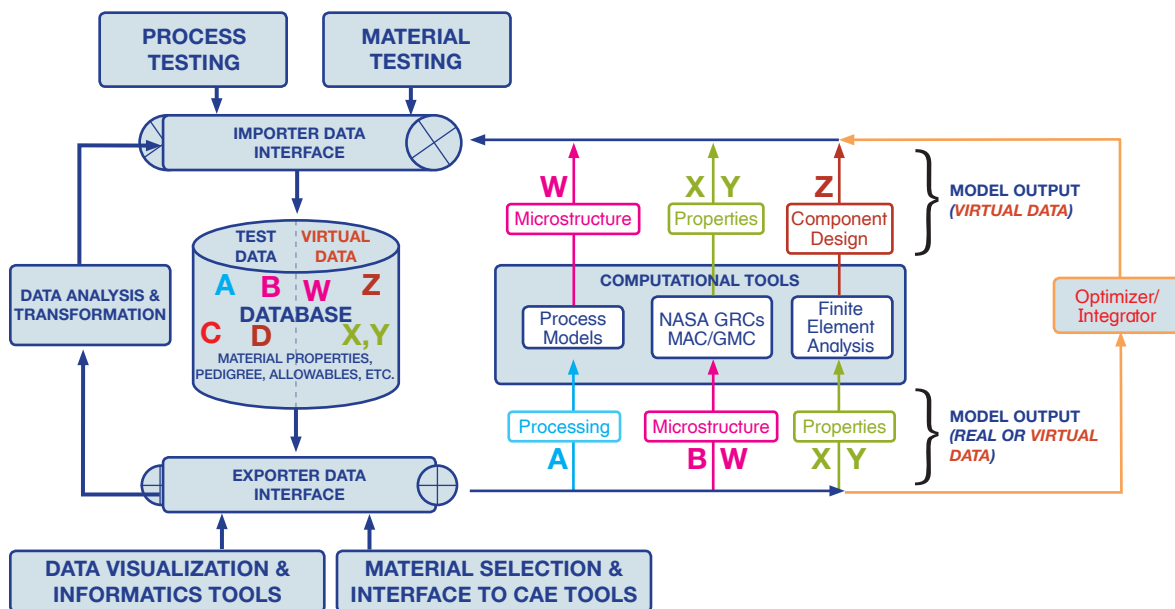 PROCESS
TESTING
MATERIAL
TESTING
IMPORTER DATA
INTERFACE
W
X Y
Z
Microstructure
Properties
Component
Design
MODEL OUTPUT
(VIRTUAL DATA)
TEST
DATA
VIRTUAL
DATA
A B W Z
DATABASE
C D X,Y
MATERIAL PROPERTIES,
PEDIGREE, ALLOWABLES, ETC.
DATA ANALYSIS &
TRANSFORMATION
COMPUTATIONAL TOOLS
Process
Models
NASA GRCs
MAC/GMC
Finite
Element
Analysis
Optimizer/
Integrator
Processing
Microstructure
Properties
A
B W
X Y
MODEL OUTPUT
(REAL OR VIRTUAL
DATA)
EXPORTER DATA
INTERFACE
DATA VISUALIZATION &
INFORMATICS TOOLS
MATERIAL SELECTION &
INTERFACE TO CAE TOOLS